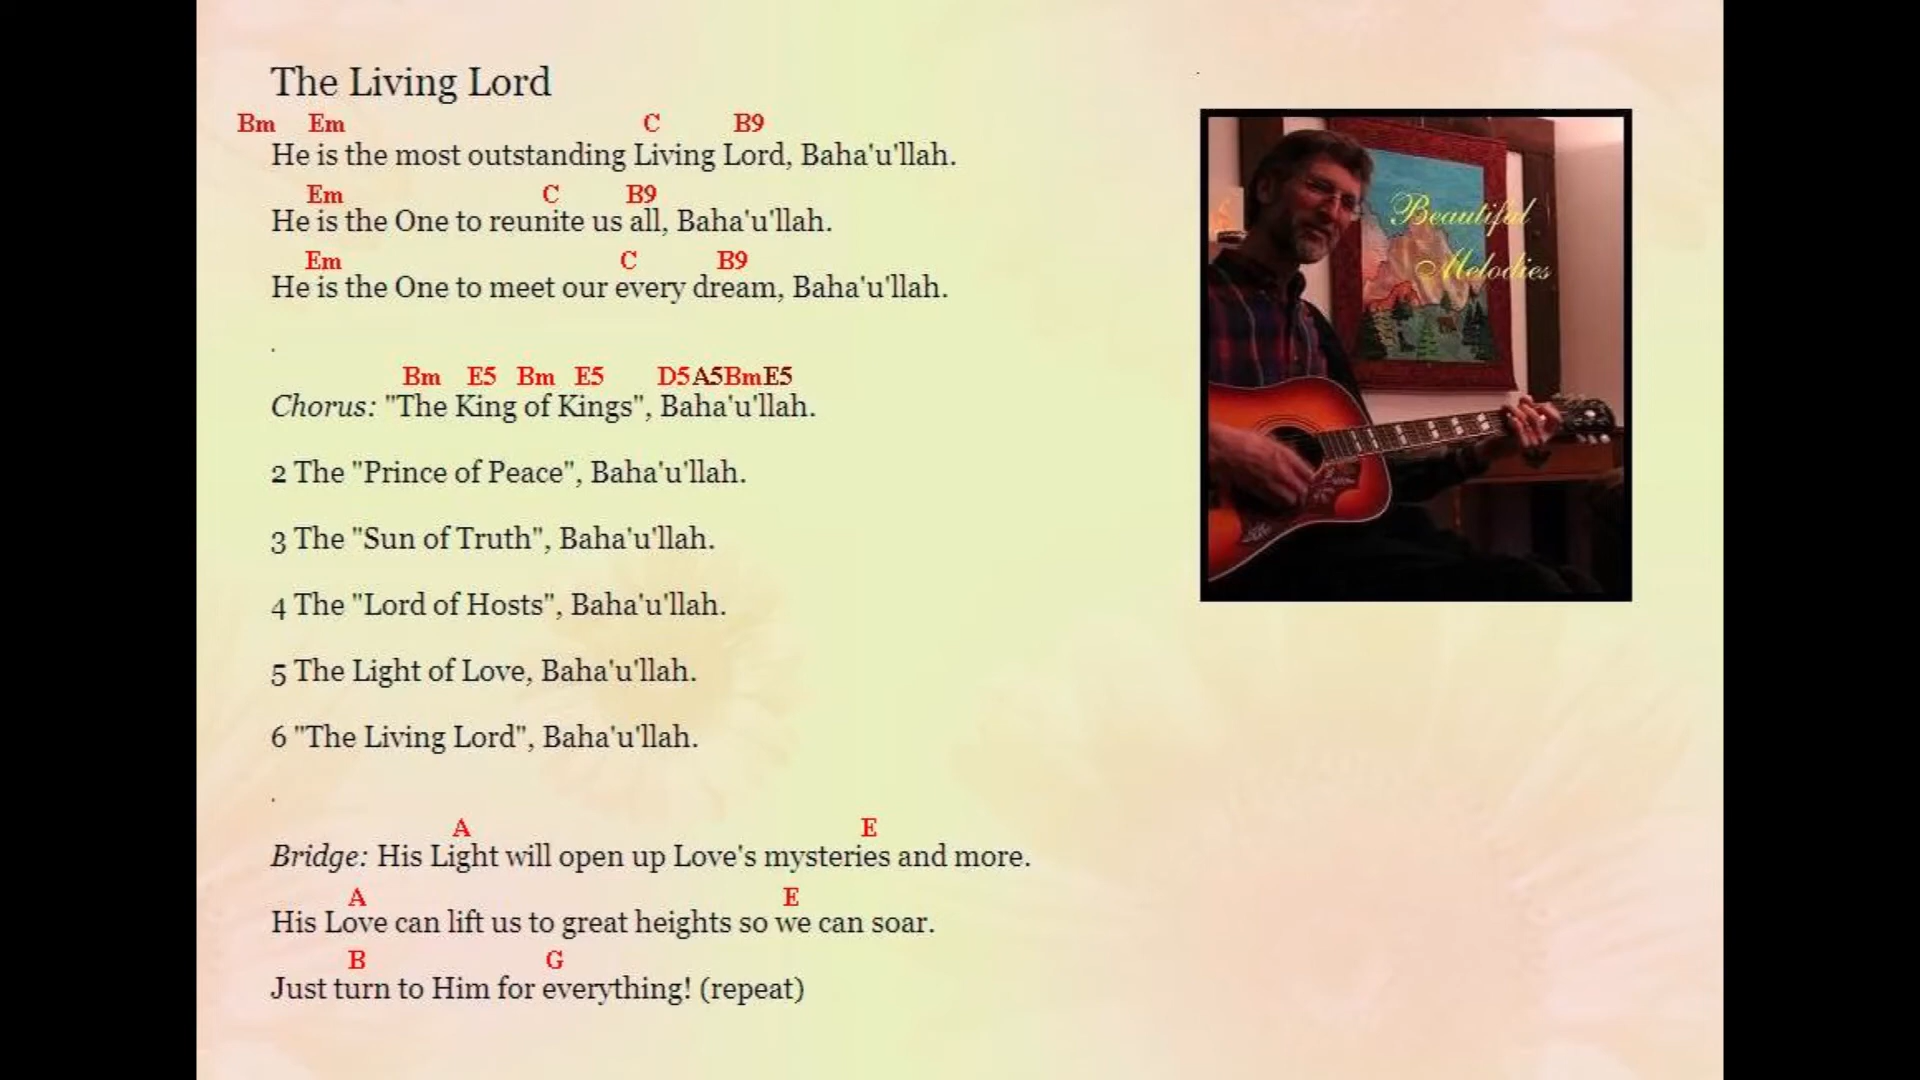 The Living Lord
Bm Em C B9
He is the most outstanding Living Lord, Baha'u'llah.
Em C B9
He is the One to reunite us all, Baha'u'llah.
Em C B9
He is the One to meet our every dream, Baha'u'llah.
.
Bm E5 Bm E5 D5A5BmE5
Chorus: "The King of Kings", Baha'u'llah.
2 The "Prince of Peace", Baha'u'llah.
3 The "Sun of Truth", Baha'u'llah.
4 The "Lord of Hosts", Baha'u'llah.
5 The Light of Love, Baha'u'llah.
6 "The Living Lord", Baha'u'llah.
.
A E
Bridge: His Light will open up Love's mysteries and more.
A E
His Love can lift us to great heights so we can soar.
B G
Just turn to Him for everything! (repeat)
Beautiful
Melodies